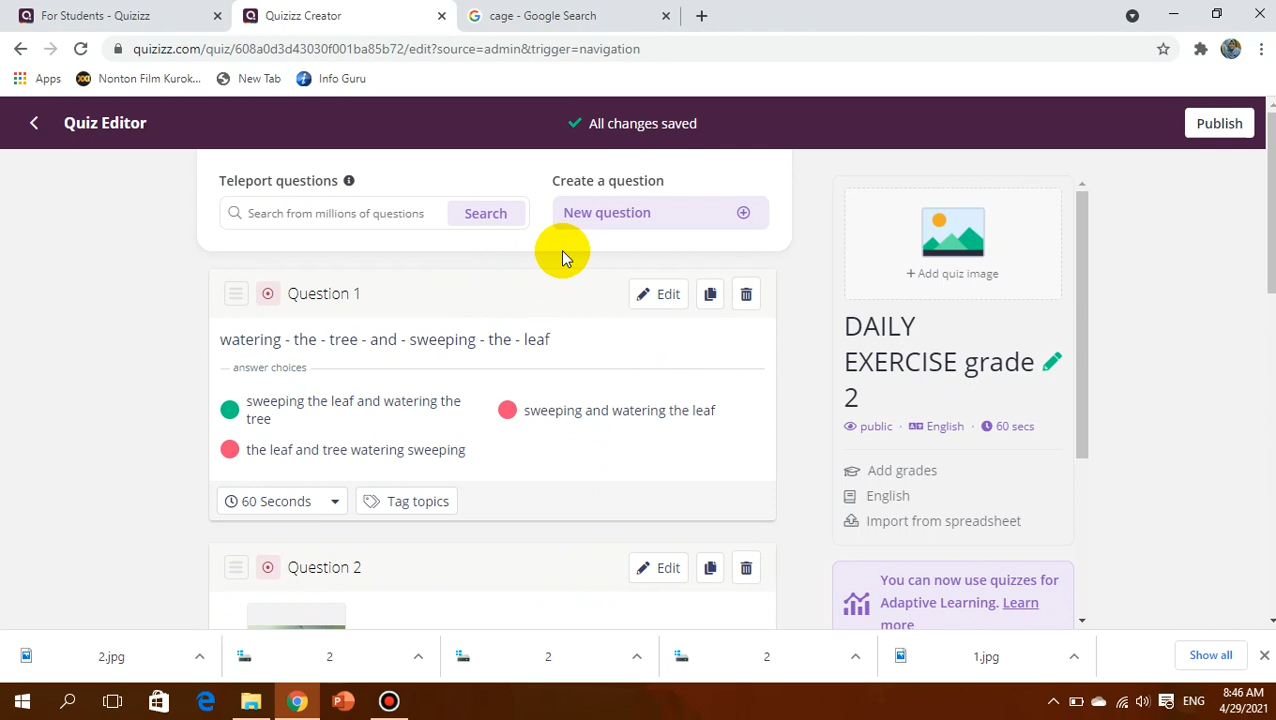 For Students - Quizizz
Quizizz Creator
cage - Google Search
quizizz.com/quiz/608a0d3d43030f001ba85b72/edit?source=admin&trigger=navigation
Apps
Nonton Film Kurok...
New Tab
Info Guru
Quiz Editor
All changes saved
Publish
Teleport questions
Create a question
Search from millions of questions
Search
New question
Question 1
Edit
watering - the - tree - and - sweeping - the - leaf
answer choices
sweeping the leaf and watering the
tree
sweeping and watering the leaf
the leaf and tree watering sweeping
60 Seconds
Tag topics
Question 2
Edit
+ Add quiz image
DAILY
EXERCISE grade
2
public · English · 60 secs
Add grades
English
Import from spreadsheet
You can now use quizzes for
Adaptive Learning. Learn
more
2.jpg
2
2
2
1.jpg
Show all
ENG
8:46 AM
4/29/2021